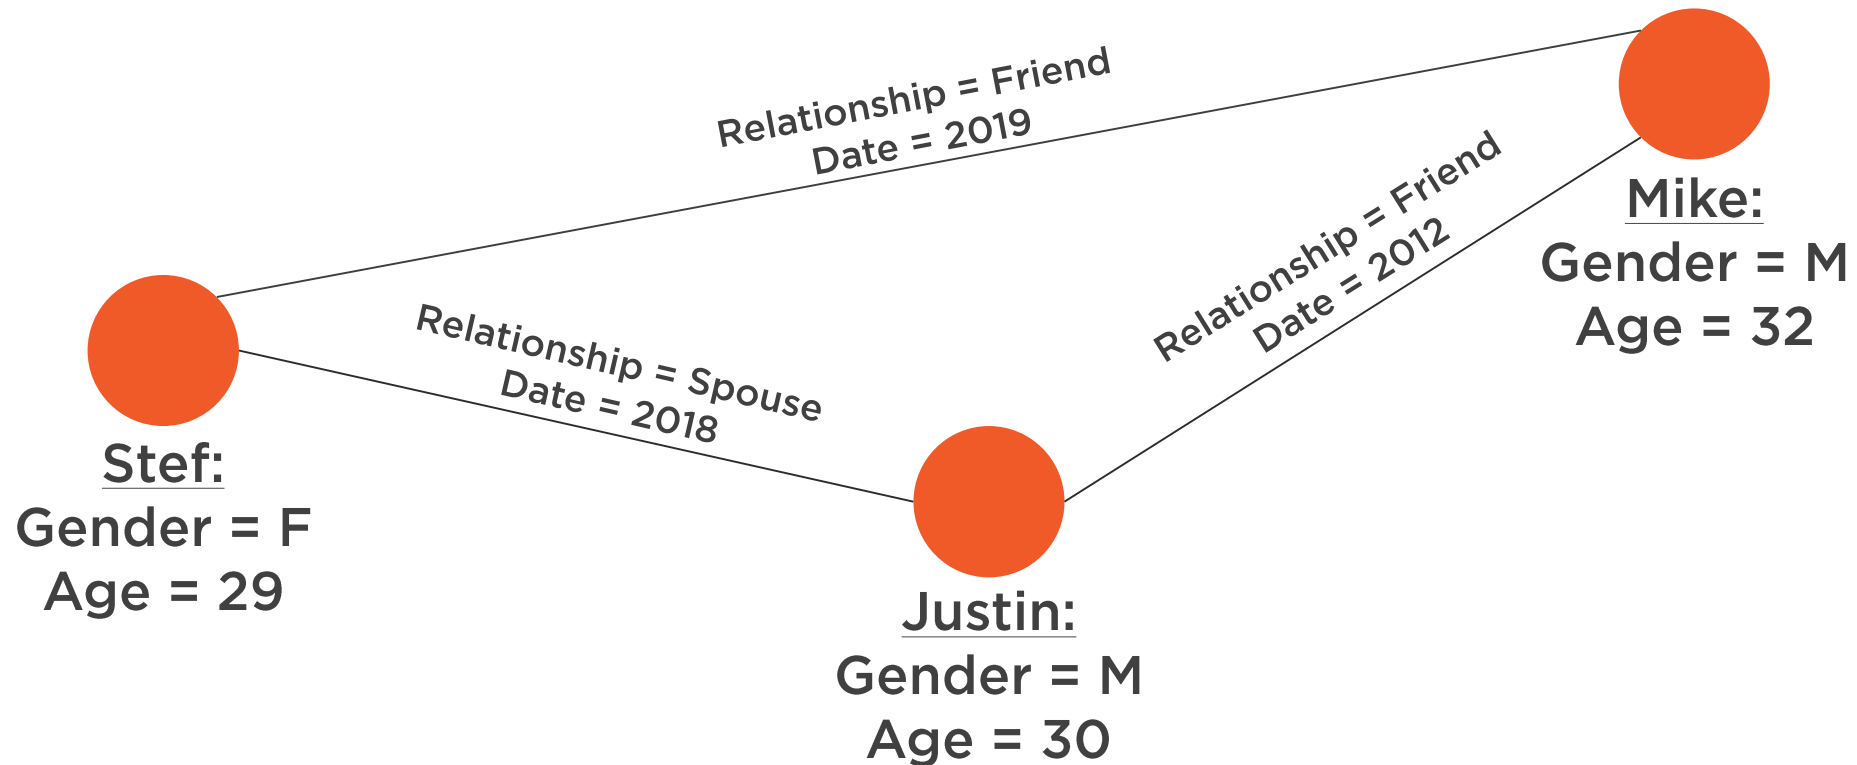 Relationship = Friend
Date = 2019
Relationship = Friend
Date = 2012
Mike:
Gender = M
Age = 32
Relationship = Spouse
Date = 2018
Stef:
Gender = F
Age = 29
Justin:
Gender = M
Age = 30